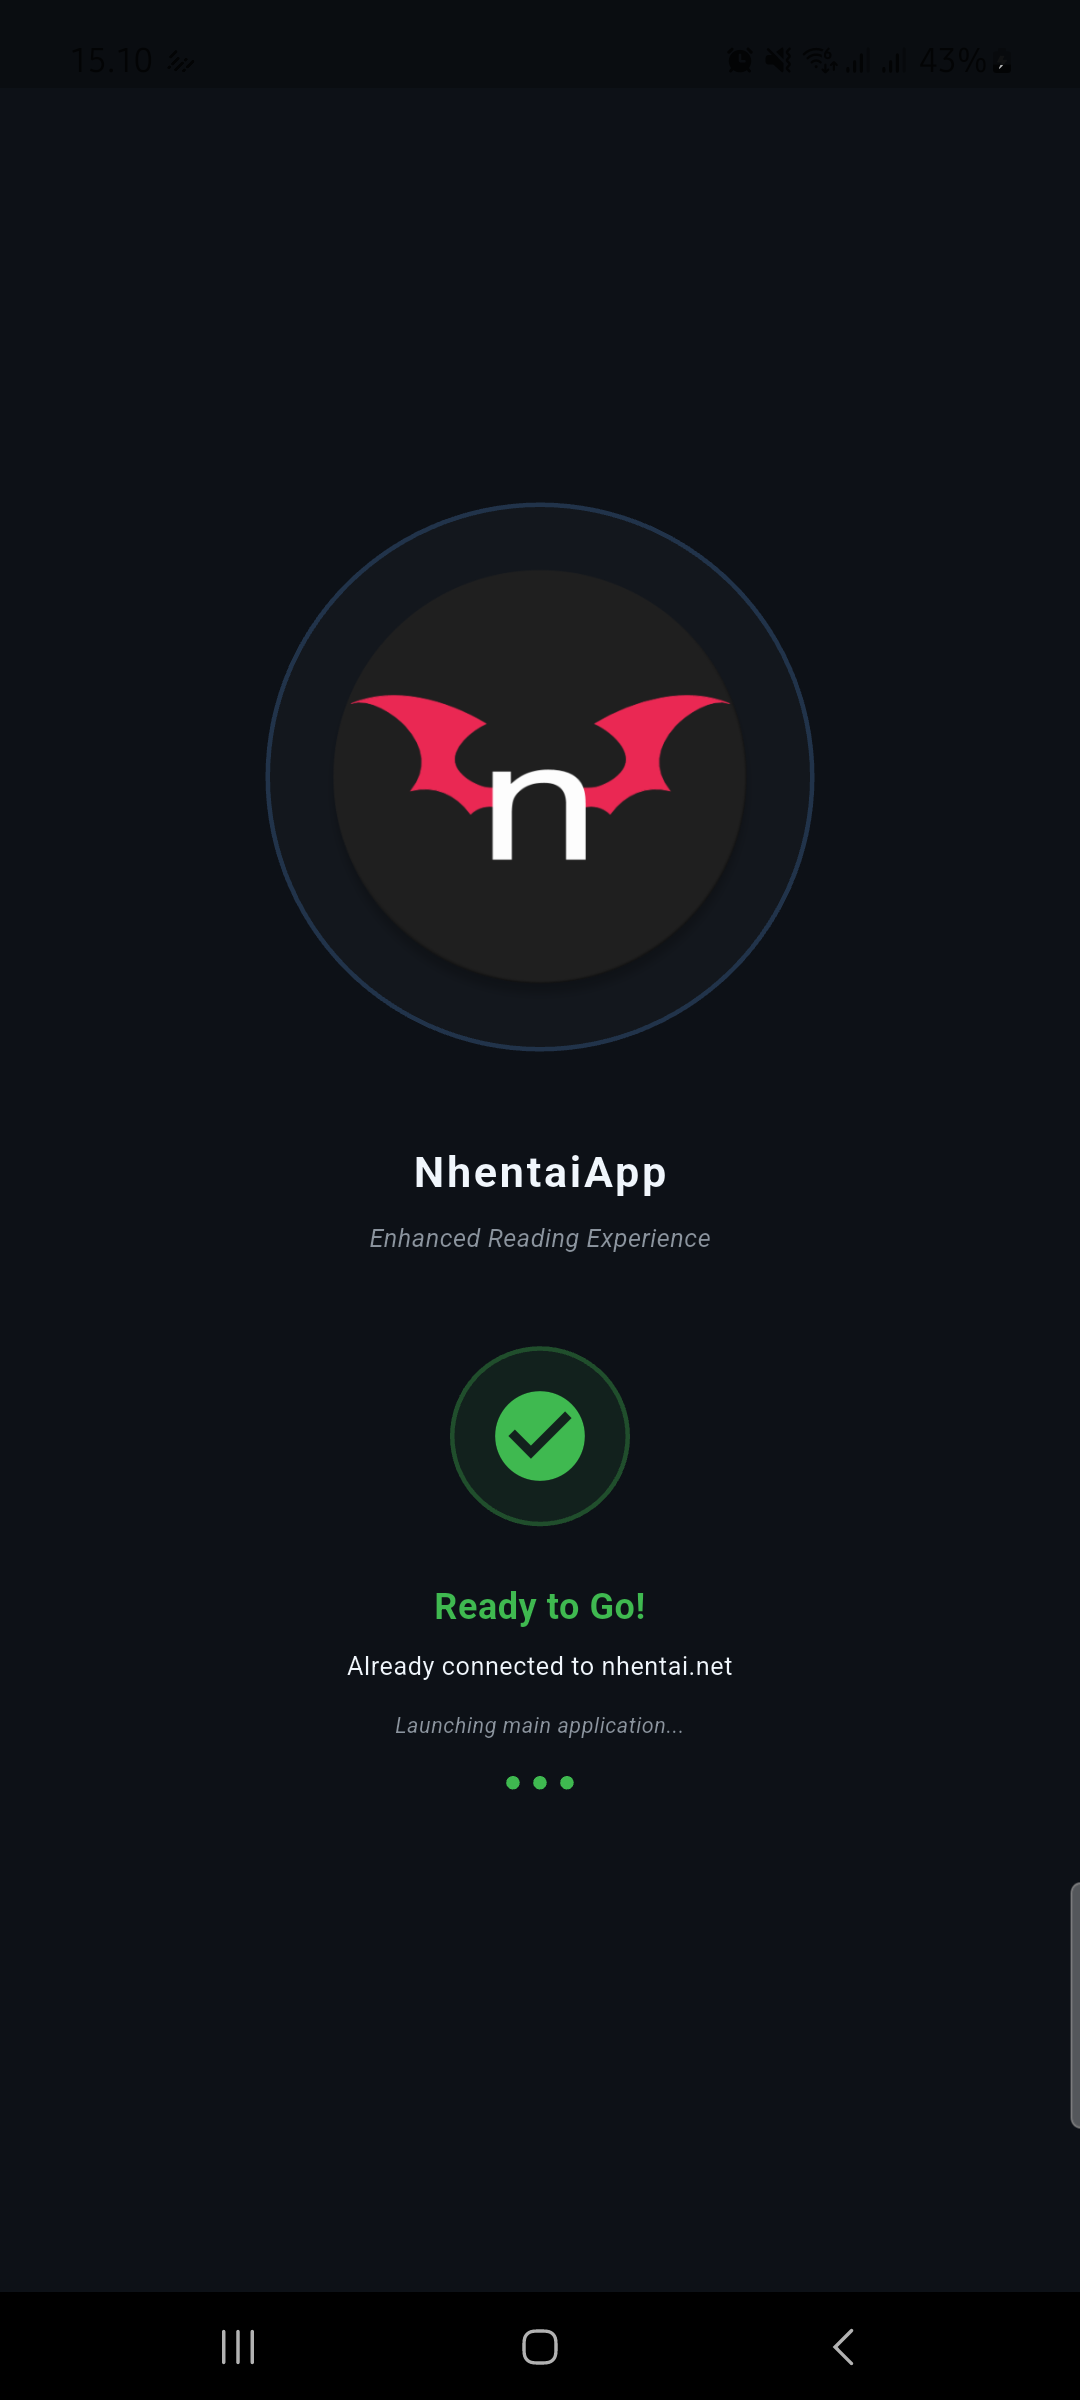 15.10
43%
n
NhentaiApp
Enhanced Reading Experience
Ready to Go!
Already connected to nhentai.net
Launching main application...